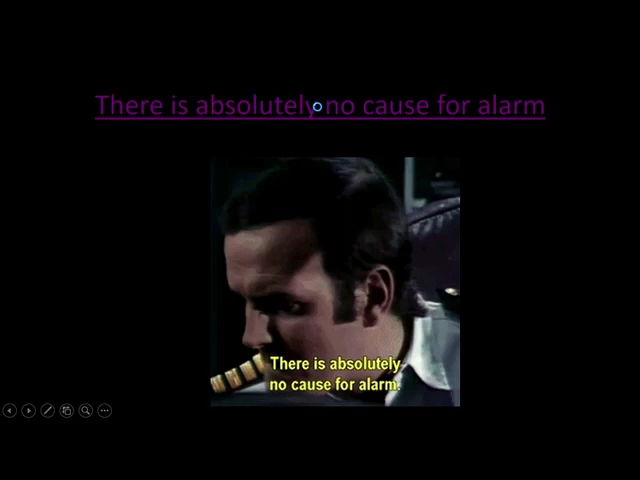 There is absolutely no cause for alarm
There is absolutely
no cause for alarm.